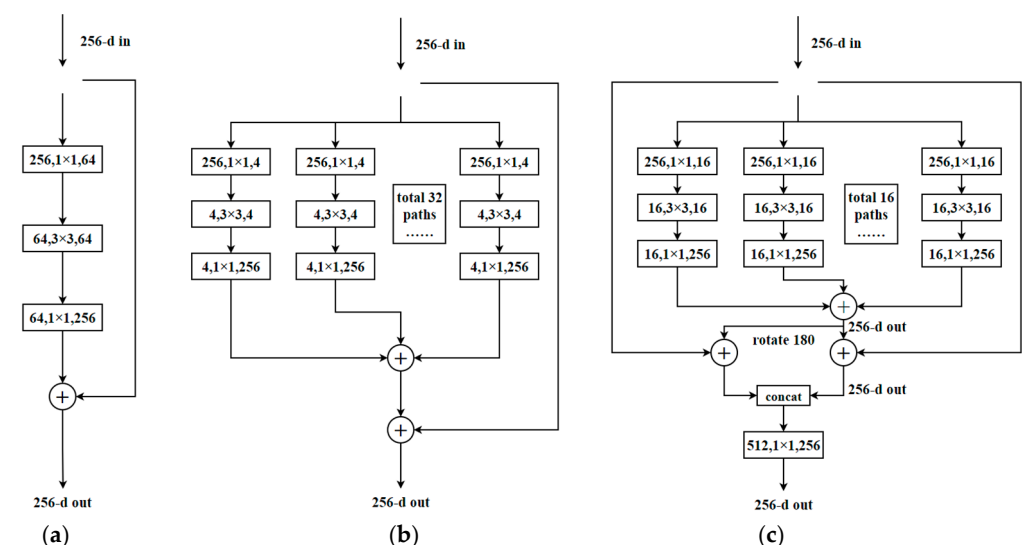 256-d in
256,1×1,64
64,3×3,64
64,1×1,256
+
256-d out
(a)
256-d in
256,1×1,4
256,1×1,4
256,1×1,4
4,3×3,4
4,3×3,4
total 32
paths
......
4,3×3,4
4,1×1,256
4,1×1,256
4,1×1,256
+
+
256-d out
(b)
256-d in
256,1×1,16
256,1×1,16
256,1×1,16
16,3×3,16
16,3×3,16
total 16
paths
......
16,3×3,16
16,1×1,256
16,1×1,256
16,1×1,256
+
256-d out
rotate 180
+
+
256-d out
concat
512,1×1,256
256-d out
(c)